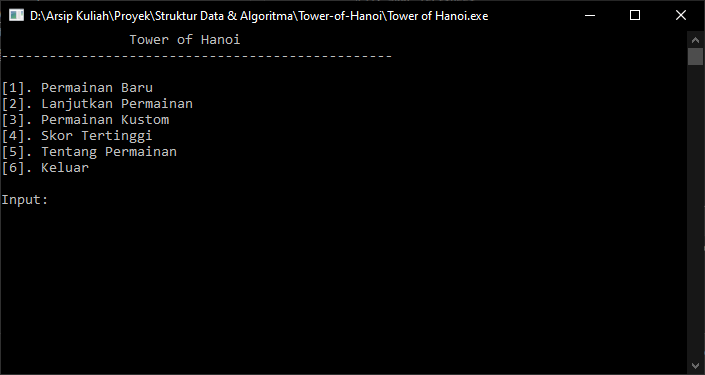 D:\Arsip Kuliah\Proyek\Struktur Data & Algoritma\Tower-of-Hanoi\Tower of Hanoi.exe
Tower of Hanoi
-------------------------------------------------
[1]. Permainan Baru
[2]. Lanjutkan Permainan
[3]. Permainan Kustom
[4]. Skor Tertinggi
[5]. Tentang Permainan
[6]. Keluar
Input: